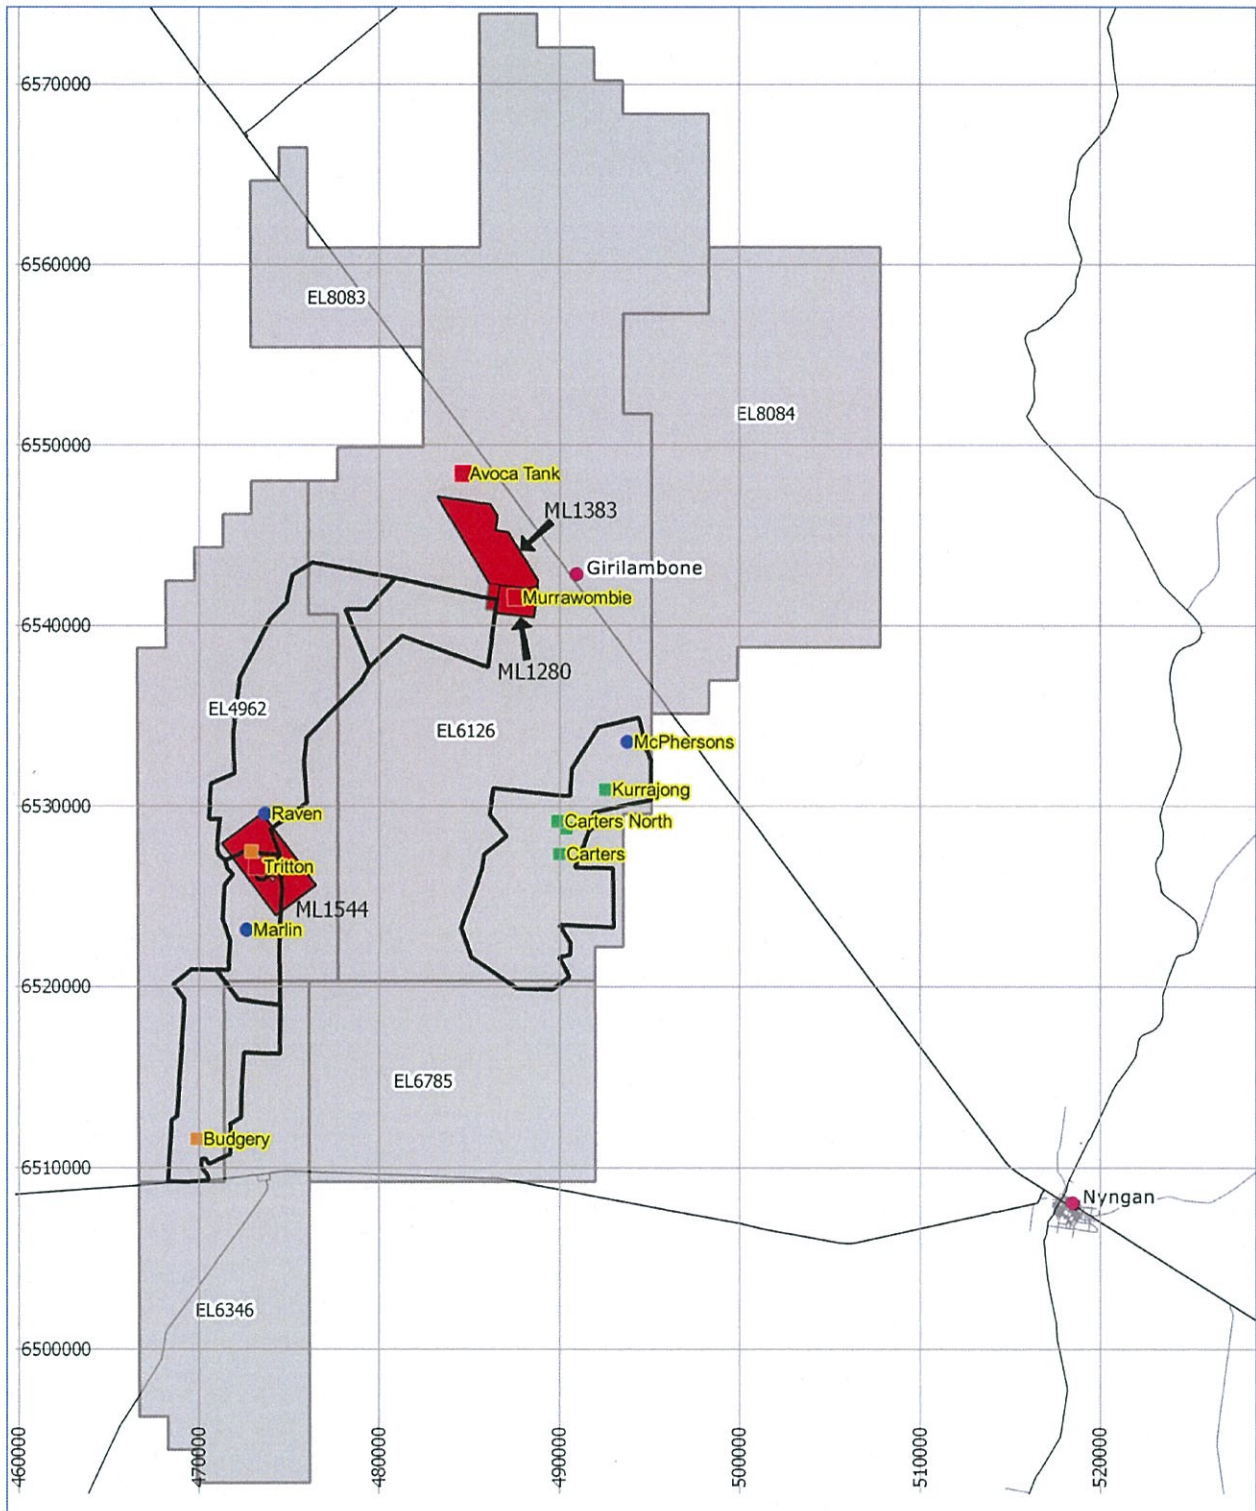 6570000
6560000
EL8083
EL8084
6550000
Avoca Tank
ML1383
Girilambone
Murrawombie
6540000
ML1280
EL4962
EL6126
McPhersons
Kurrajong
6530000
Raven
Carters North
Carters
Tritton
ML1544
Marlin
6520000
EL6785
Budgery
6510000
Nyngan
EL6346
6500000
460000
470000
480000
490000
500000
510000
520000